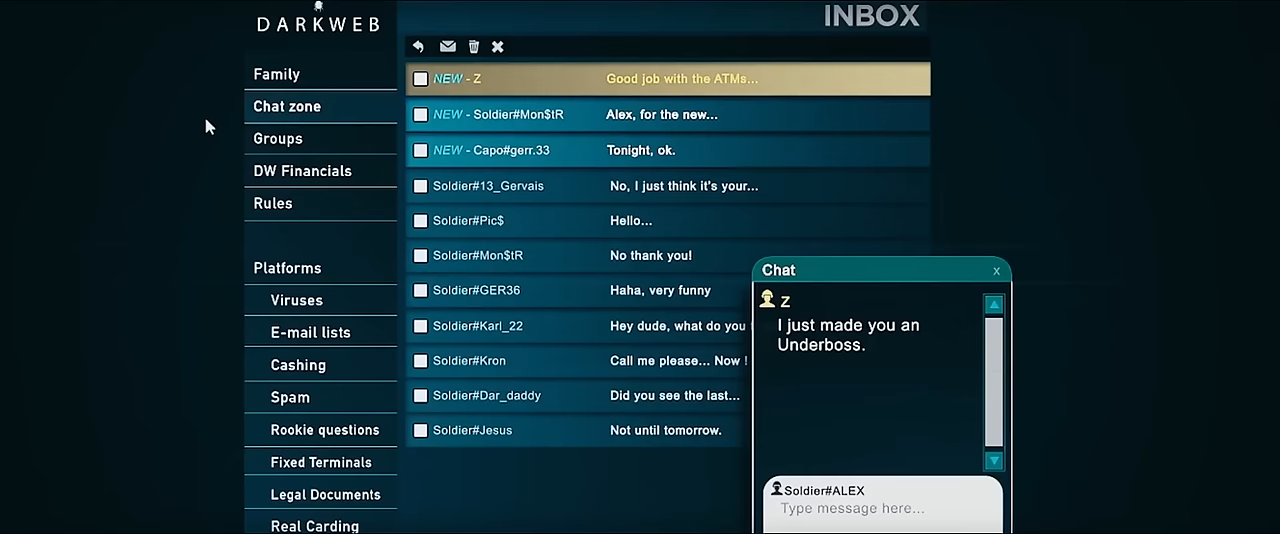 DARKWEB
INBOX
Family
Chat zone
Groups
DW Financials
Rules
Platforms
Viruses
E-mail lists
Cashing
Spam
Rookie questions
Fixed Terminals
Legal Documents
Real Carding
NEW - Z Good job with the ATMs...
NEW - Soldier#Mon$tR Alex, for the new...
NEW - Capo#gerr.33 Tonight, ok.
Soldier#13_Gervais No, I just think it's your...
Soldier#Pic$ Hello...
Soldier#Mon$tR No thank you!
Soldier#GER36 Haha, very funny
Soldier#Karl_22 Hey dude, what do you
Soldier#Kron Call me please... Now !
Soldier#Dar_daddy Did you see the last...
Soldier#Jesus Not until tomorrow.
Chat x
Z
I just made you an
Underboss.
Soldier#ALEX
Type message here...